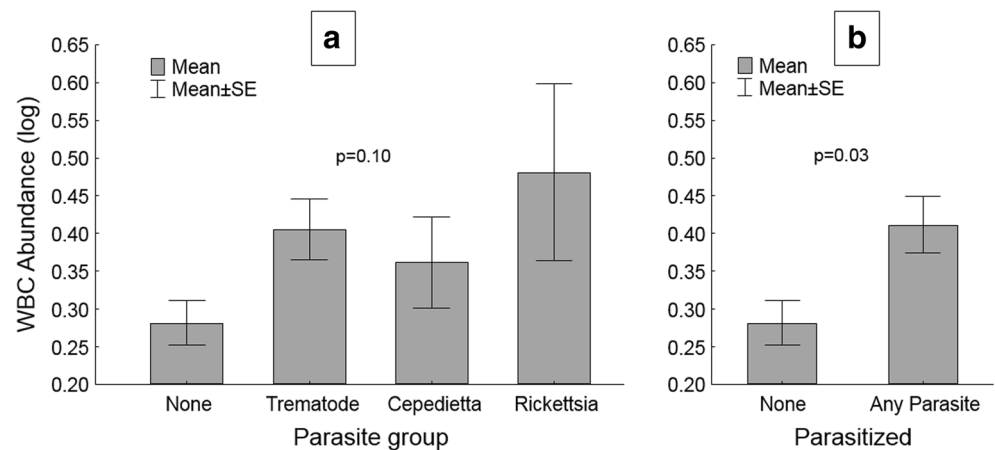 a
0.65
0.60
0.55
0.50
0.45
0.40
0.35
0.30
0.25
0.20
WBC Abundance (log)
Mean
Mean±SE
p=0.10
None Trematode Cepedietta Rickettsia
Parasite group
b
0.65
0.60
0.55
0.50
0.45
0.40
0.35
0.30
0.25
0.20
Mean
Mean±SE
p=0.03
None Any Parasite
Parasitized